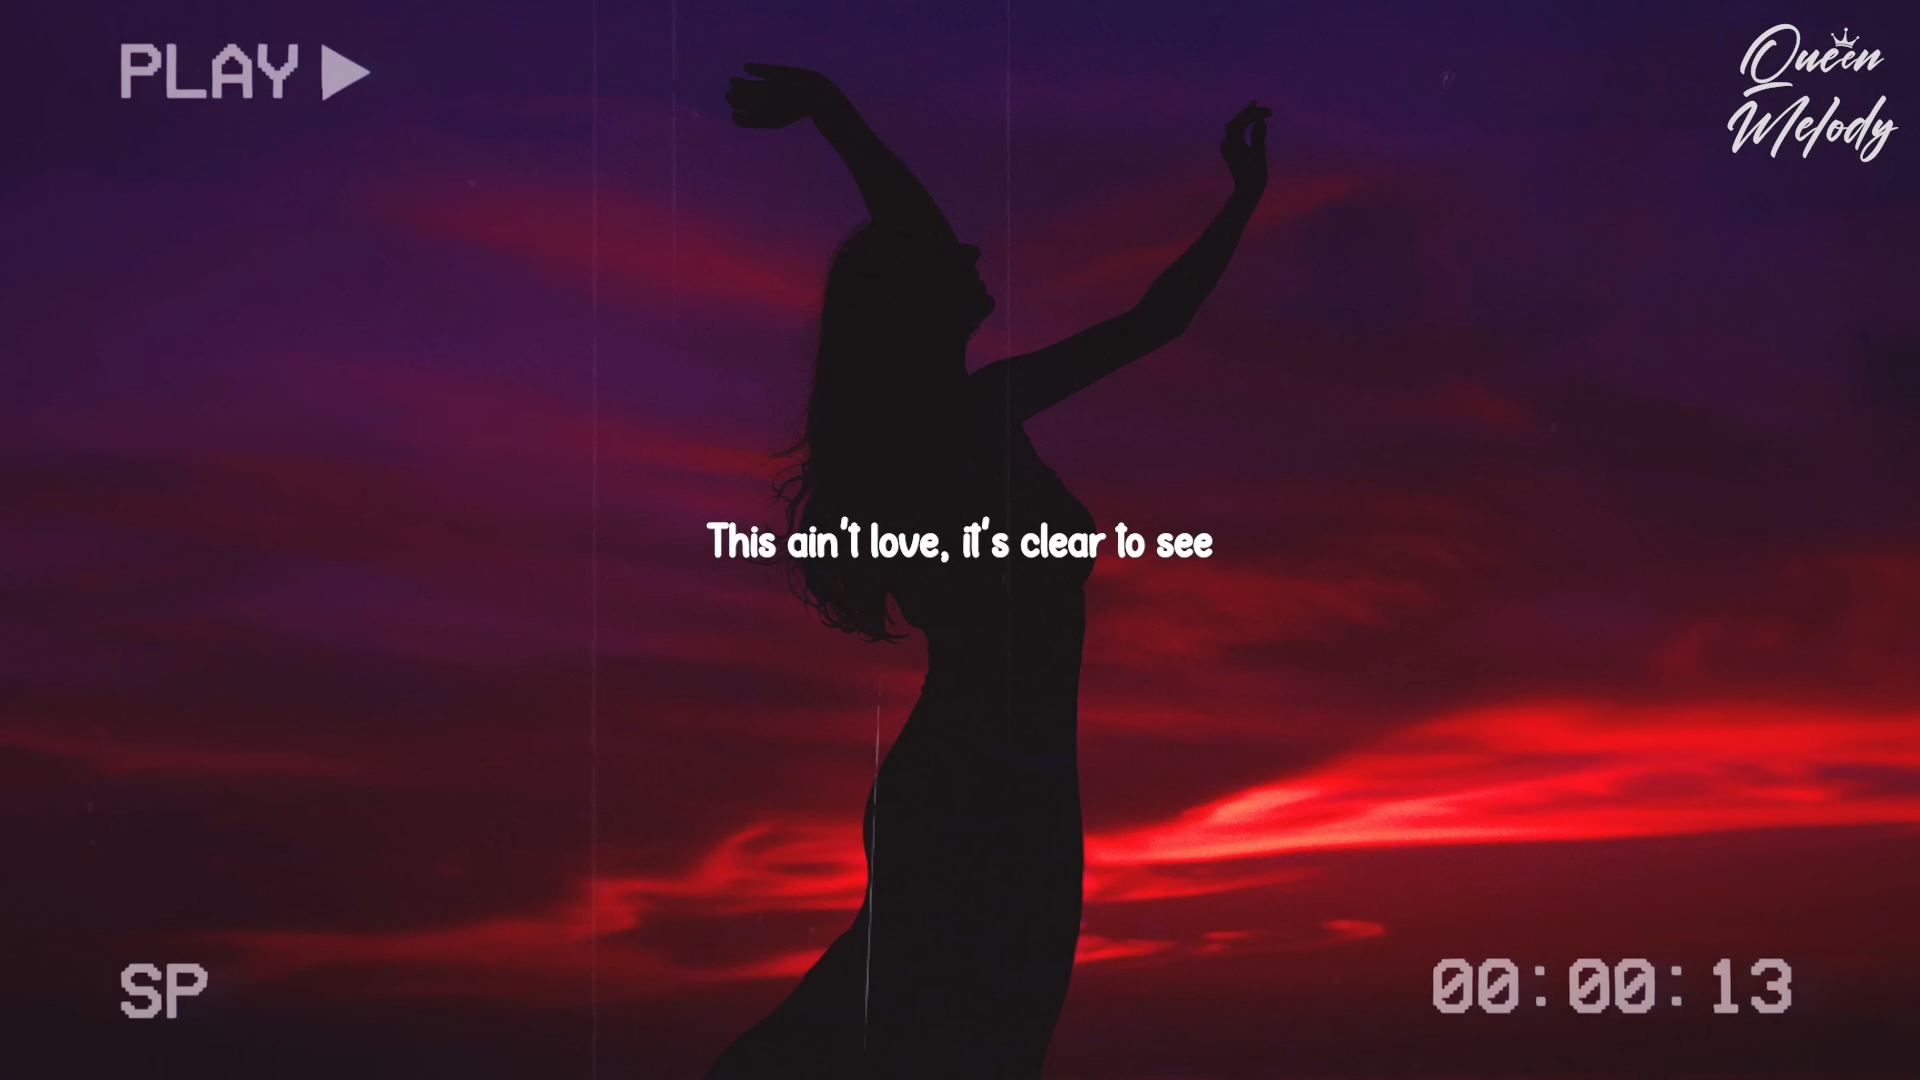 PLAY
Queen
Melody
This ain't love, it's clear to see
SP
00:00:13